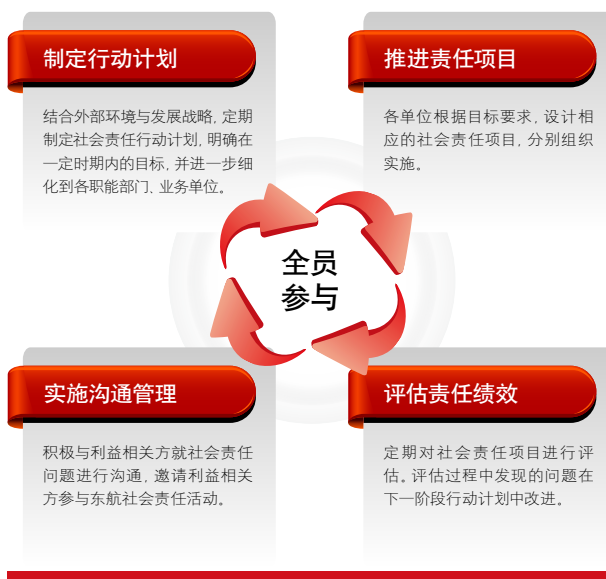 制定行动计划
结合外部环境与发展战略，定期
制定社会责任行动计划，明确在
一定时期内的目标，并进一步细
化到各职能部门、业务单位。
推进责任项目
各单位根据目标要求，设计相
应的社会责任项目，分别组织
实施。
全员
参与
实施沟通管理
积极与利益相关方就社会责任
问题进行沟通，邀请利益相关
方参与东航社会责任活动。
评估责任绩效
定期对社会责任项目进行评
估。评估过程中发现的问题在
下一阶段行动计划中改进。